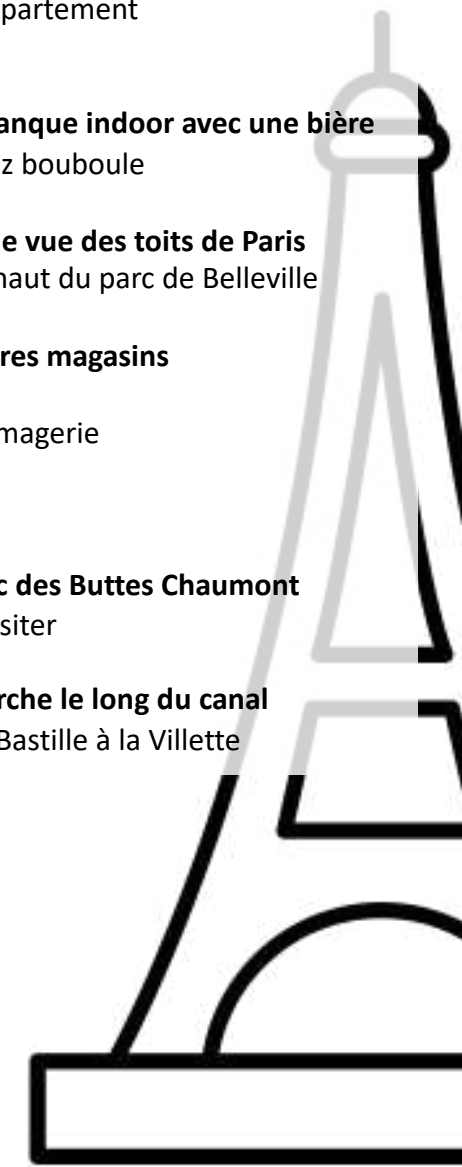 partement
anque indoor avec une bière
z bouboule
e vue des toits de Paris
haut du parc de Belleville
res magasins
magerie
c des Buttes Chaumont
siter
rche le long du canal
Bastille à la Villette